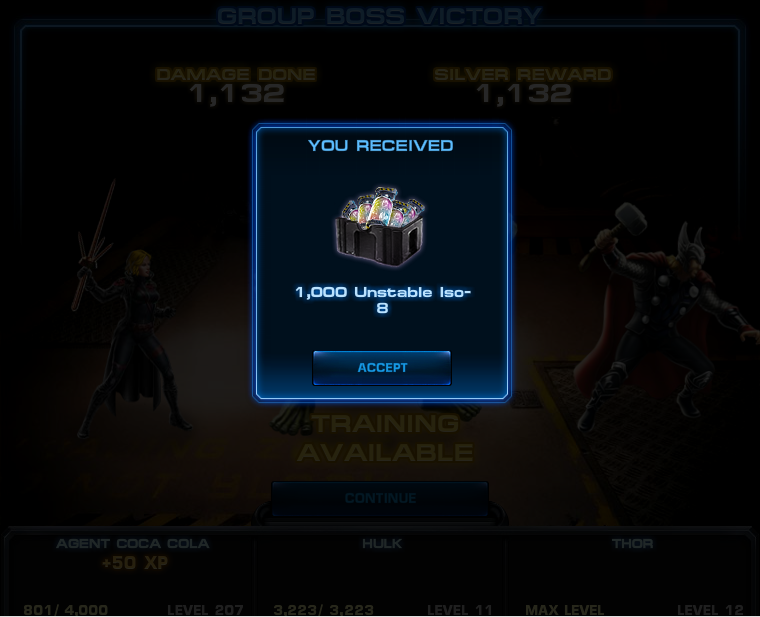 GROUP BOSS VICTORY
DAMAGE DONE
1,132
SILVER REWARD
1,132
YOU RECEIVED
1,000 Unstable Iso-
8
ACCEPT
TRAINING
AVAILABLE
CONTINUE
AGENT COCA COLA
+50 XP
801/ 4,000
LEVEL 207
HULK
3,223/ 3,223
LEVEL 11
THOR
MAX LEVEL
LEVEL 12